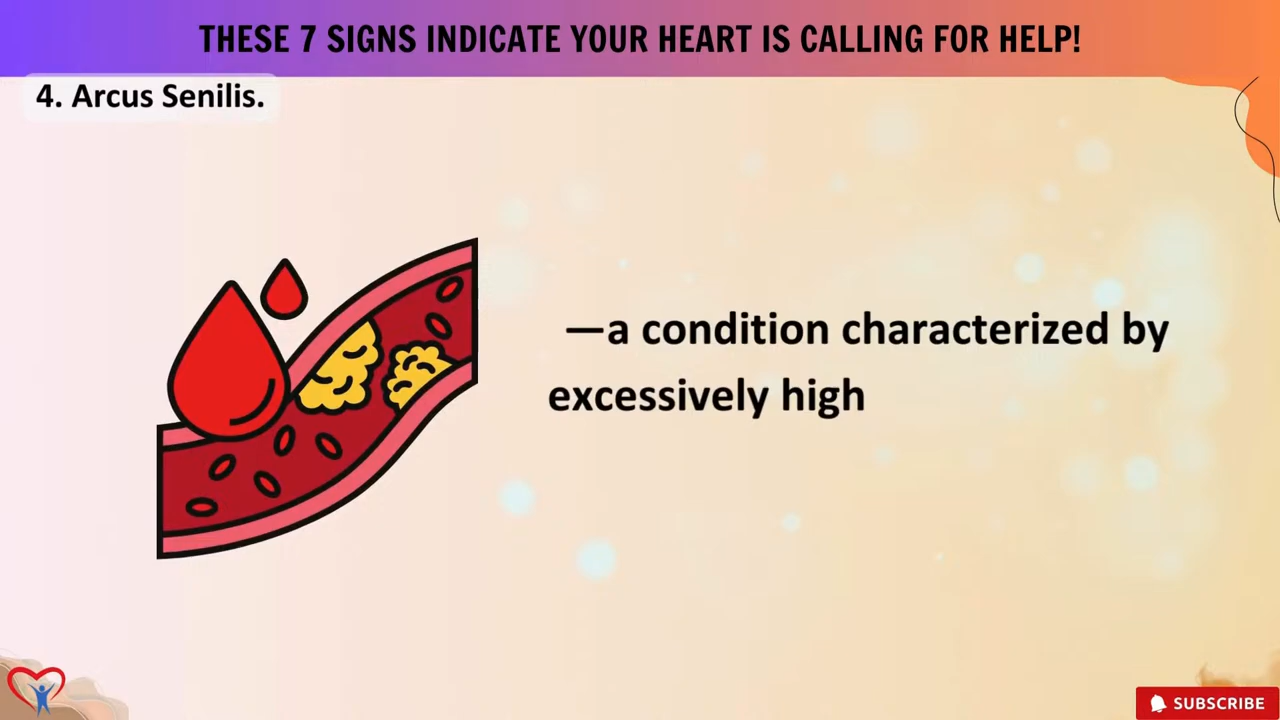 THESE 7 SIGNS INDICATE YOUR HEART IS CALLING FOR HELP!
4. Arcus Senilis.
—a condition characterized by
excessively high
SUBSCRIBE